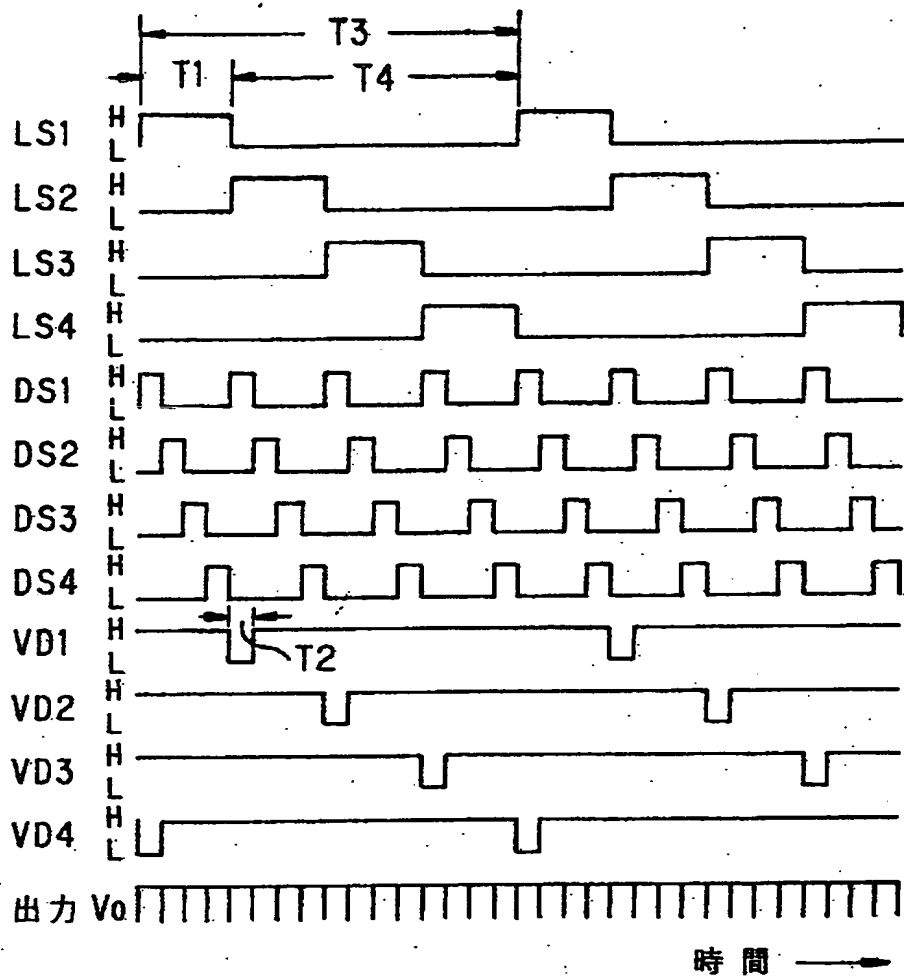 T3
T1 T4
LS1 H L
LS2 H L
LS3 H L
LS4 H L
DS1 H L
DS2 H L
DS3 H L
DS4 H L
VD1 H L
T2
VD2 H L
VD3 H L
VD4 H L
出力 Vo
時間